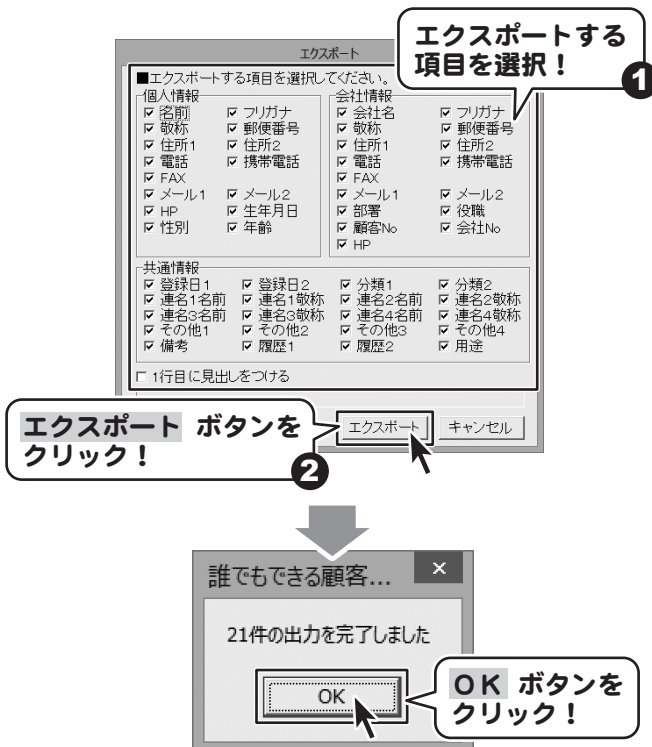 エクスポート
エクスポートする
項目を選択！
1
■エクスポートする項目を選択してください。
個人情報 会社情報
名前 フリガナ 会社名 フリガナ
敬称 郵便番号 敬称 郵便番号
住所1 住所2 住所1 住所2
電話 携帯電話 電話 携帯電話
FAX FAX
メール1 メール2 メール1 メール2
HP 生年月日 部署 役職
性別 年齢 顧客No 会社No
HP
共通情報
登録日1 登録日2 分類1 分類2
連名1名前 連名1敬称 連名2名前 連名2敬称
連名3名前 連名3敬称 連名4名前 連名4敬称
その他1 その他2 その他3 その他4
備考 履歴1 履歴2 用途
1行目に見出しをつける
エクスポート ボタンを
クリック！
2
エクスポート キャンセル
誰でもできる顧客... ×
21件の出力を完了しました
OK
ＯＫ ボタンを
クリック！